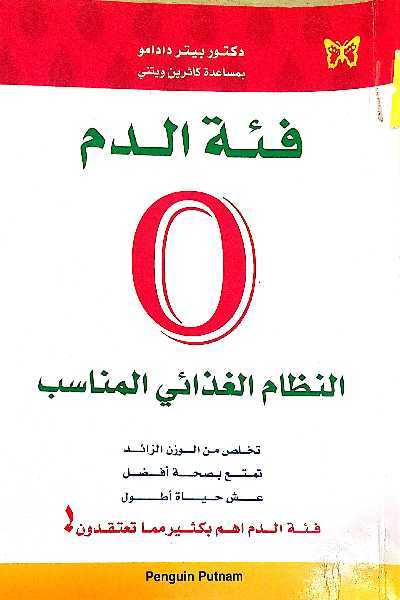 دكتور بيتر دادامو
بمساعدة كاثرين ويتني
فئة الدم
O
النظام الغذائي المناسب
تخلص من الوزن الزائد
تمتع بصحة أفضل
عش حياة أطول
فئة الدم اهم بكثير مما تعتقدون!
Penguin Putnam